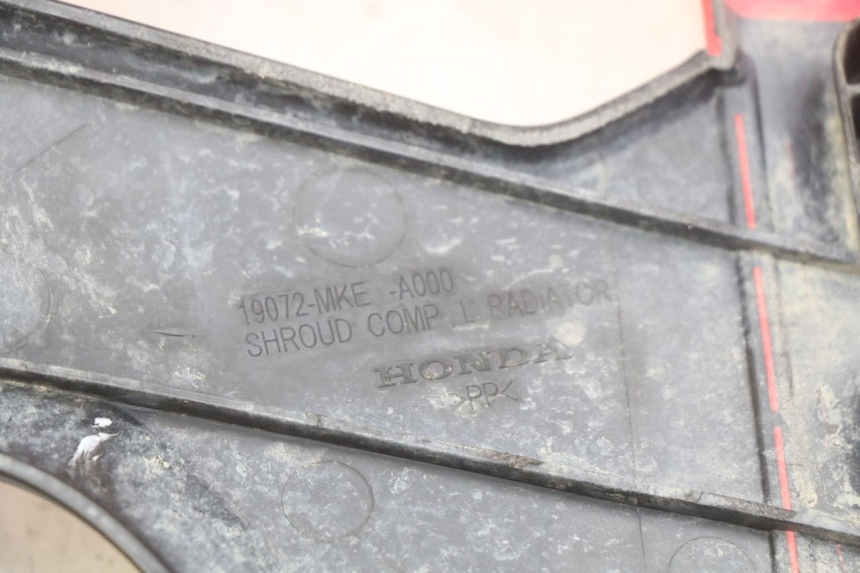 19072-MKE -A000
SHROUD COMP .L RADIATOR
HONDA
>PP<